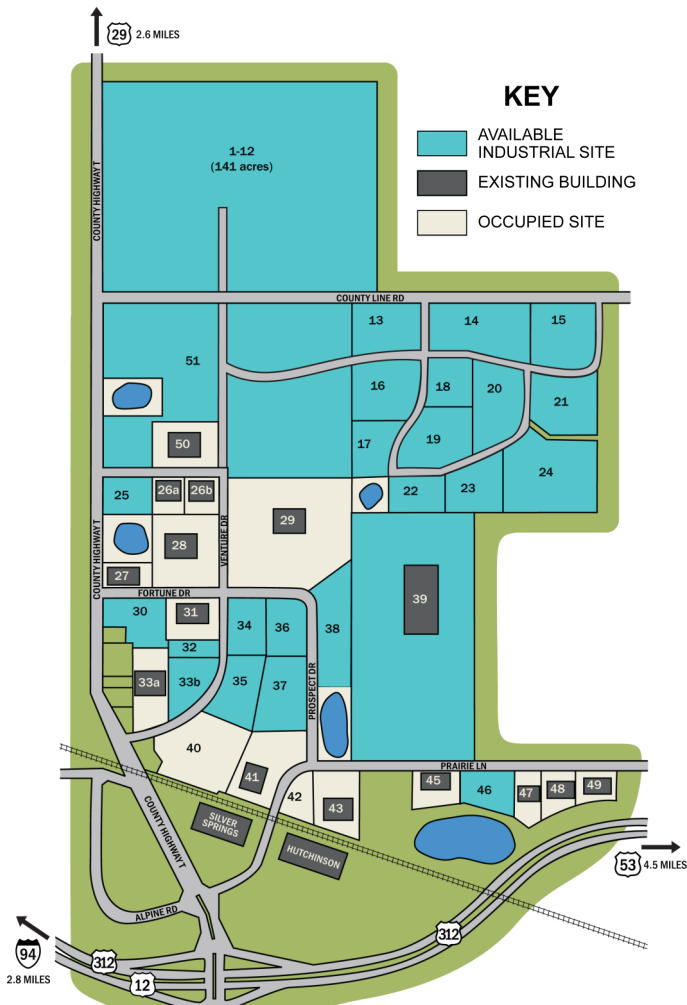 29 2.6 MILES
KEY
AVAILABLE
INDUSTRIAL SITE
EXISTING BUILDING
OCCUPIED SITE
1-12
(141 acres)
COUNTY HIGHWAY T
COUNTY LINE RD
13
14
15
51
16
18
20
21
50
17
19
24
25
26a
26b
22
23
29
28
VENTURE DR
COUNTY HIGHWAY T
27
FORTUNE DR
39
30
31
34
36
38
32
33a
33b
35
37
PROSPECT DR
40
41
42
43
PRAIRIE LN
45
46
47
48
49
COUNTY HIGHWAY T
SILVER
SPRINGS
HUTCHINSON
53 4.5 MILES
ALPINE RD
94
2.8 MILES
312
12
312